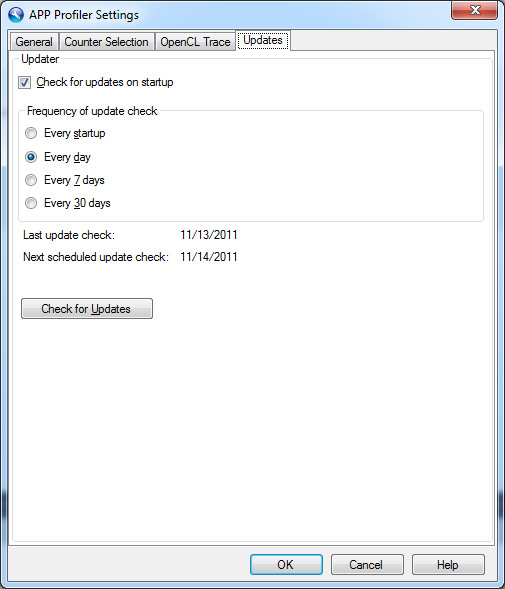 APP Profiler Settings
General Counter Selection OpenCL Trace Updates
Updater
Check for updates on startup
Frequency of update check
Every startup
Every day
Every 7 days
Every 30 days
Last update check: 11/13/2011
Next scheduled update check: 11/14/2011
Check for Updates
OK Cancel Help